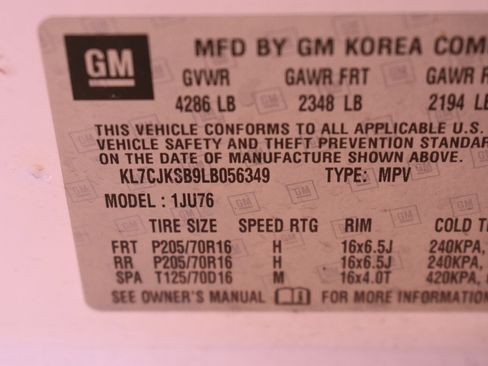 GM MFD BY GM KOREA COM
GVWR GAWR FRT GAWR R
4286 LB 2348 LB 2194 LB
THIS VEHICLE CONFORMS TO ALL APPLICABLE U.S.
VEHICLE SAFETY AND THEFT PREVENTION STANDAR
DATE OF MANUFACTURE SHOWN ABOVE.
KL7CJKSB9LB056349 TYPE: MPV
MODEL : 1JU76
TIRE SIZE SPEED RTG RIM COLD T
FRT P205/70R16 H 16x6.5J 240KPA,
RR P205/70R16 H 16x6.5J 240KPA,
SPA T125/70D16 M 16x4.0T 420KPA,
SEE OWNER'S MANUAL FOR MORE INFORMATION